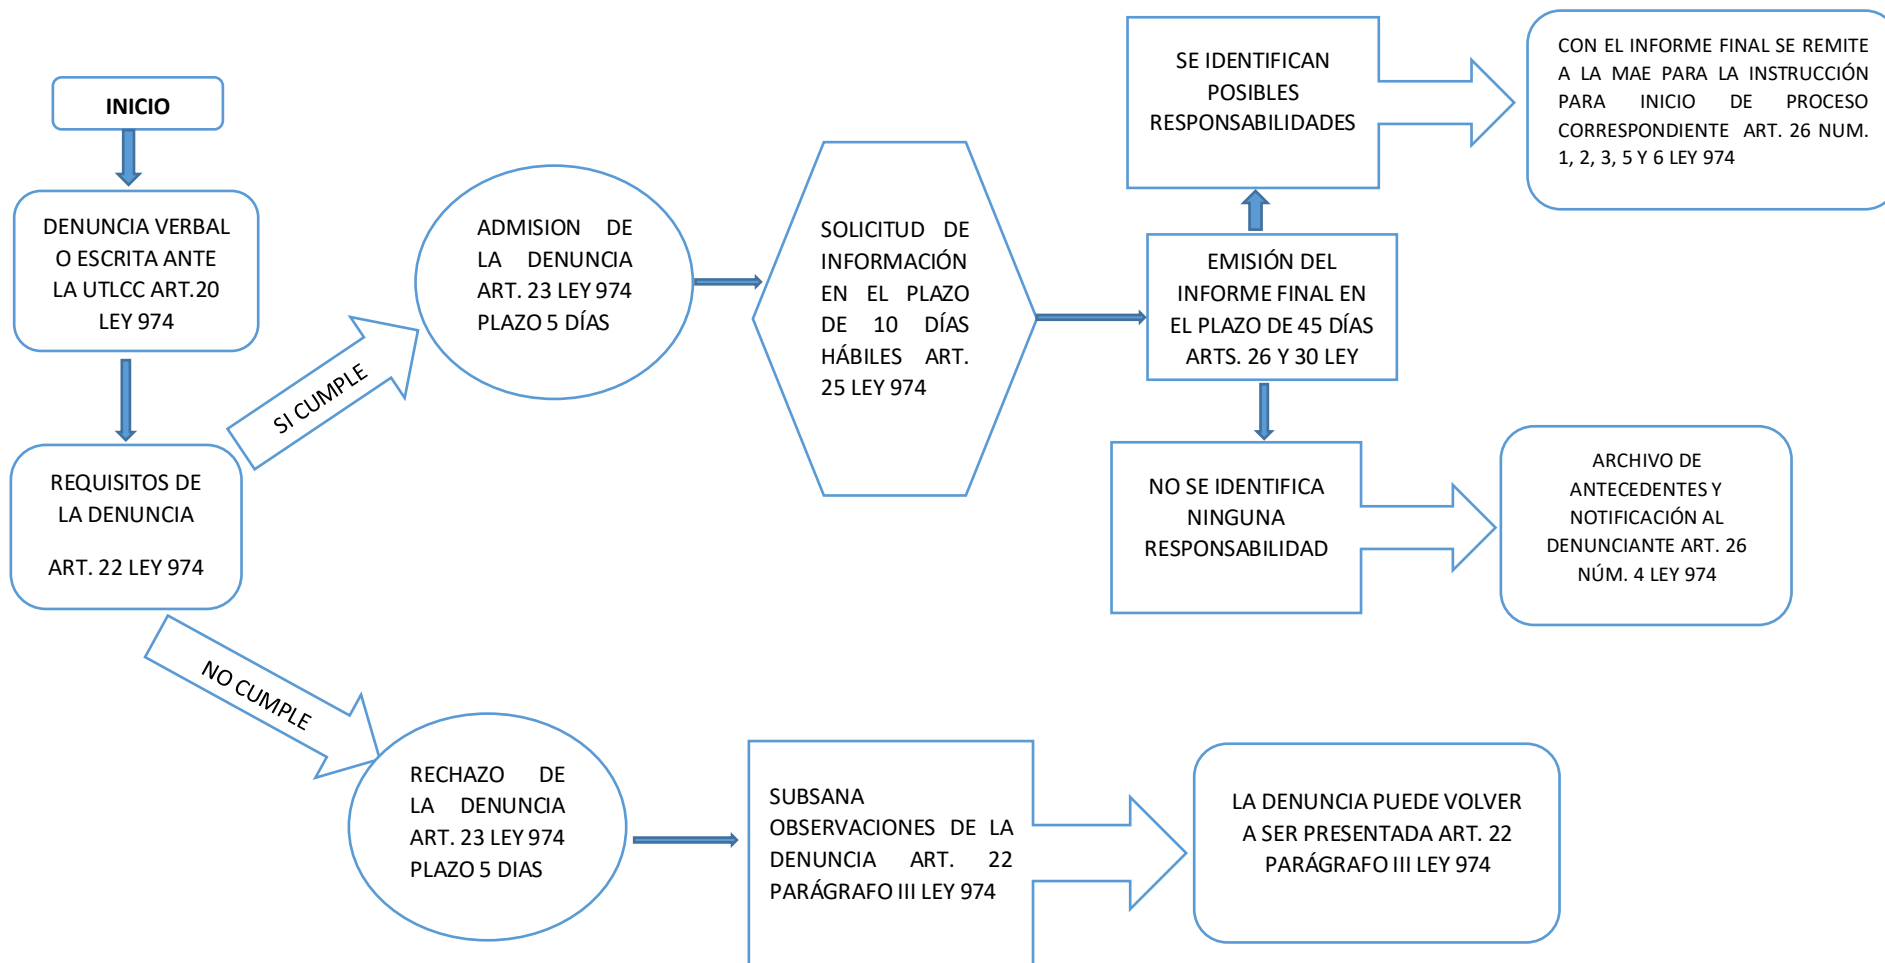 INICIO
DENUNCIA VERBAL
O ESCRITA ANTE
LA UTLCC ART.20
LEY 974
REQUISITOS DE
LA DENUNCIA
ART. 22 LEY 974
SI CUMPLE
ADMISION DE
LA DENUNCIA
ART. 23 LEY 974
PLAZO 5 DÍAS
SOLICITUD DE
INFORMACIÓN
EN EL PLAZO
DE 10 DÍAS
HÁBILES ART.
25 LEY 974
EMISIÓN DEL
INFORME FINAL EN
EL PLAZO DE 45 DÍAS
ARTS. 26 Y 30 LEY
SE IDENTIFICAN
POSIBLES
RESPONSABILIDADES
CON EL INFORME FINAL SE REMITE
A LA MAE PARA LA INSTRUCCIÓN
PARA INICIO DE PROCESO
CORRESPONDIENTE ART. 26 NUM.
1, 2, 3, 5 Y 6 LEY 974
NO SE IDENTIFICA
NINGUNA
RESPONSABILIDAD
ARCHIVO DE
ANTECEDENTES Y
NOTIFICACIÓN AL
DENUNCIANTE ART. 26
NÚM. 4 LEY 974
NO CUMPLE
RECHAZO DE
LA DENUNCIA
ART. 23 LEY 974
PLAZO 5 DIAS
SUBSANA
OBSERVACIONES DE LA
DENUNCIA ART. 22
PARÁGRAFO III LEY 974
LA DENUNCIA PUEDE VOLVER
A SER PRESENTADA ART. 22
PARÁGRAFO III LEY 974